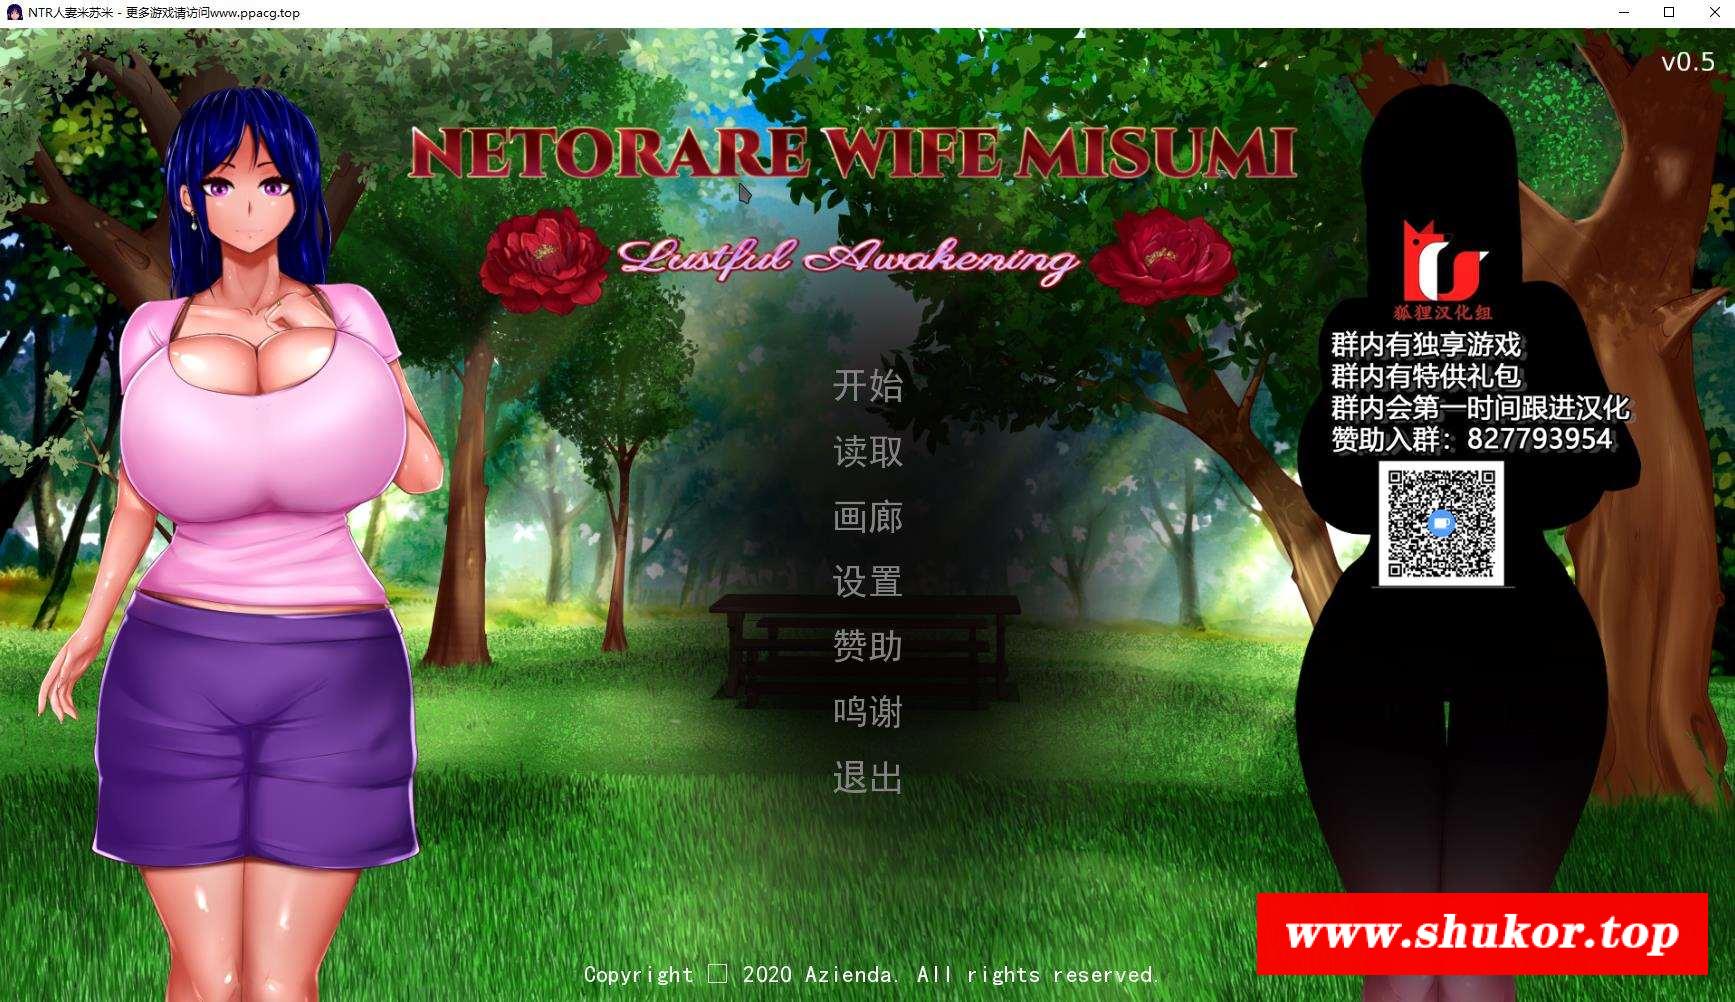 NTR人妻米苏米 - 更多游戏请访问www.ppacg.top
v0.5
NETORARE WIFE MISUMI
Lustful Awakening
狐狸汉化组
群内有独享游戏
群内有特供礼包
群内会第一时间跟进汉化
赞助入群：827793954
开始
读取
画廊
设置
赞助
鸣谢
退出
www.shukor.top
Copyright □ 2020 Azienda. All rights reserved.